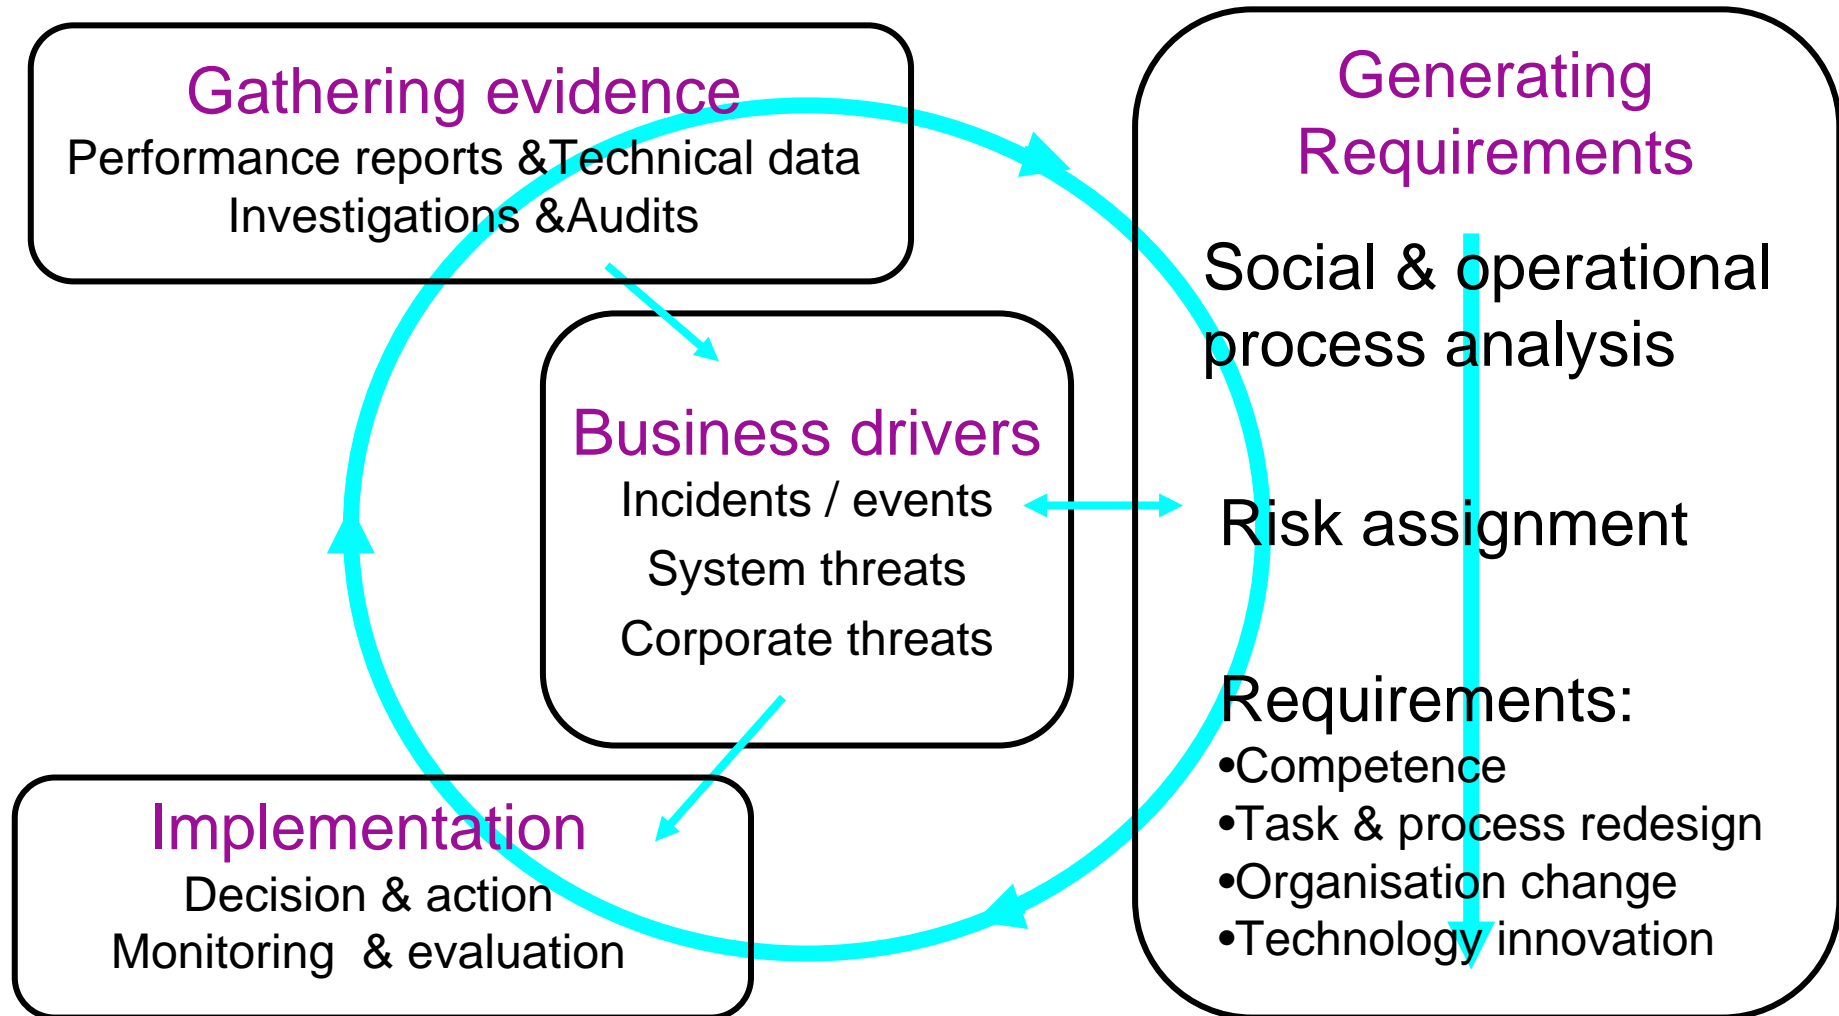 Gathering evidence
Performance reports &Technical data
Investigations &Audits
Business drivers
Incidents / events
System threats
Corporate threats
Implementation
Decision & action
Monitoring  & evaluation
Generating
Requirements
Social & operational
process analysis
Risk assignment
Requirements:
•Competence
•Task & process redesign
•Organisation change
•Technology innovation